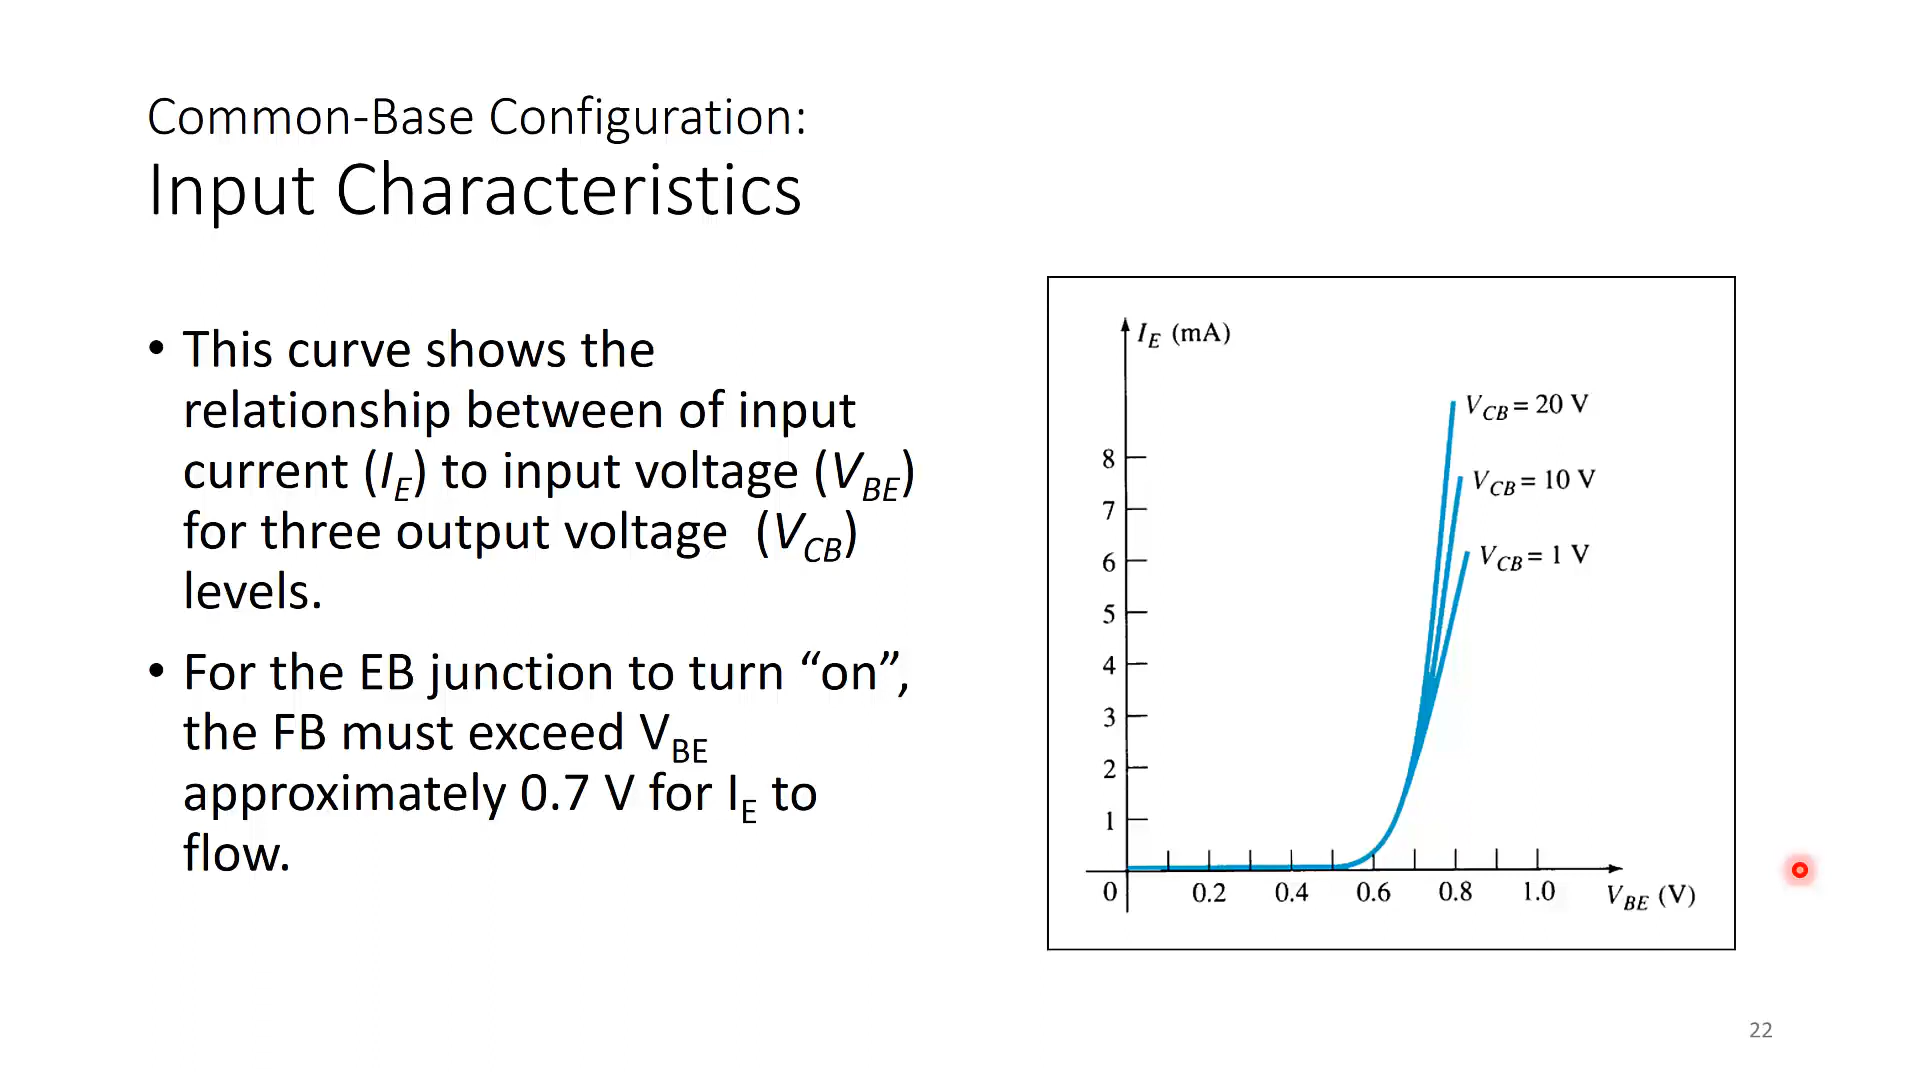 Common-Base Configuration:
Input Characteristics
• This curve shows the
relationship between of input
current (I_E) to input voltage (V_BE)
for three output voltage (V_CB)
levels.
• For the EB junction to turn “on”,
the FB must exceed V_BE
approximately 0.7 V for I_E to
flow.
I_E (mA)
V_CB = 20 V
8
V_CB = 10 V
7
6
V_CB = 1 V
5
4
3
2
1
0 0.2 0.4 0.6 0.8 1.0 V_BE (V)
22